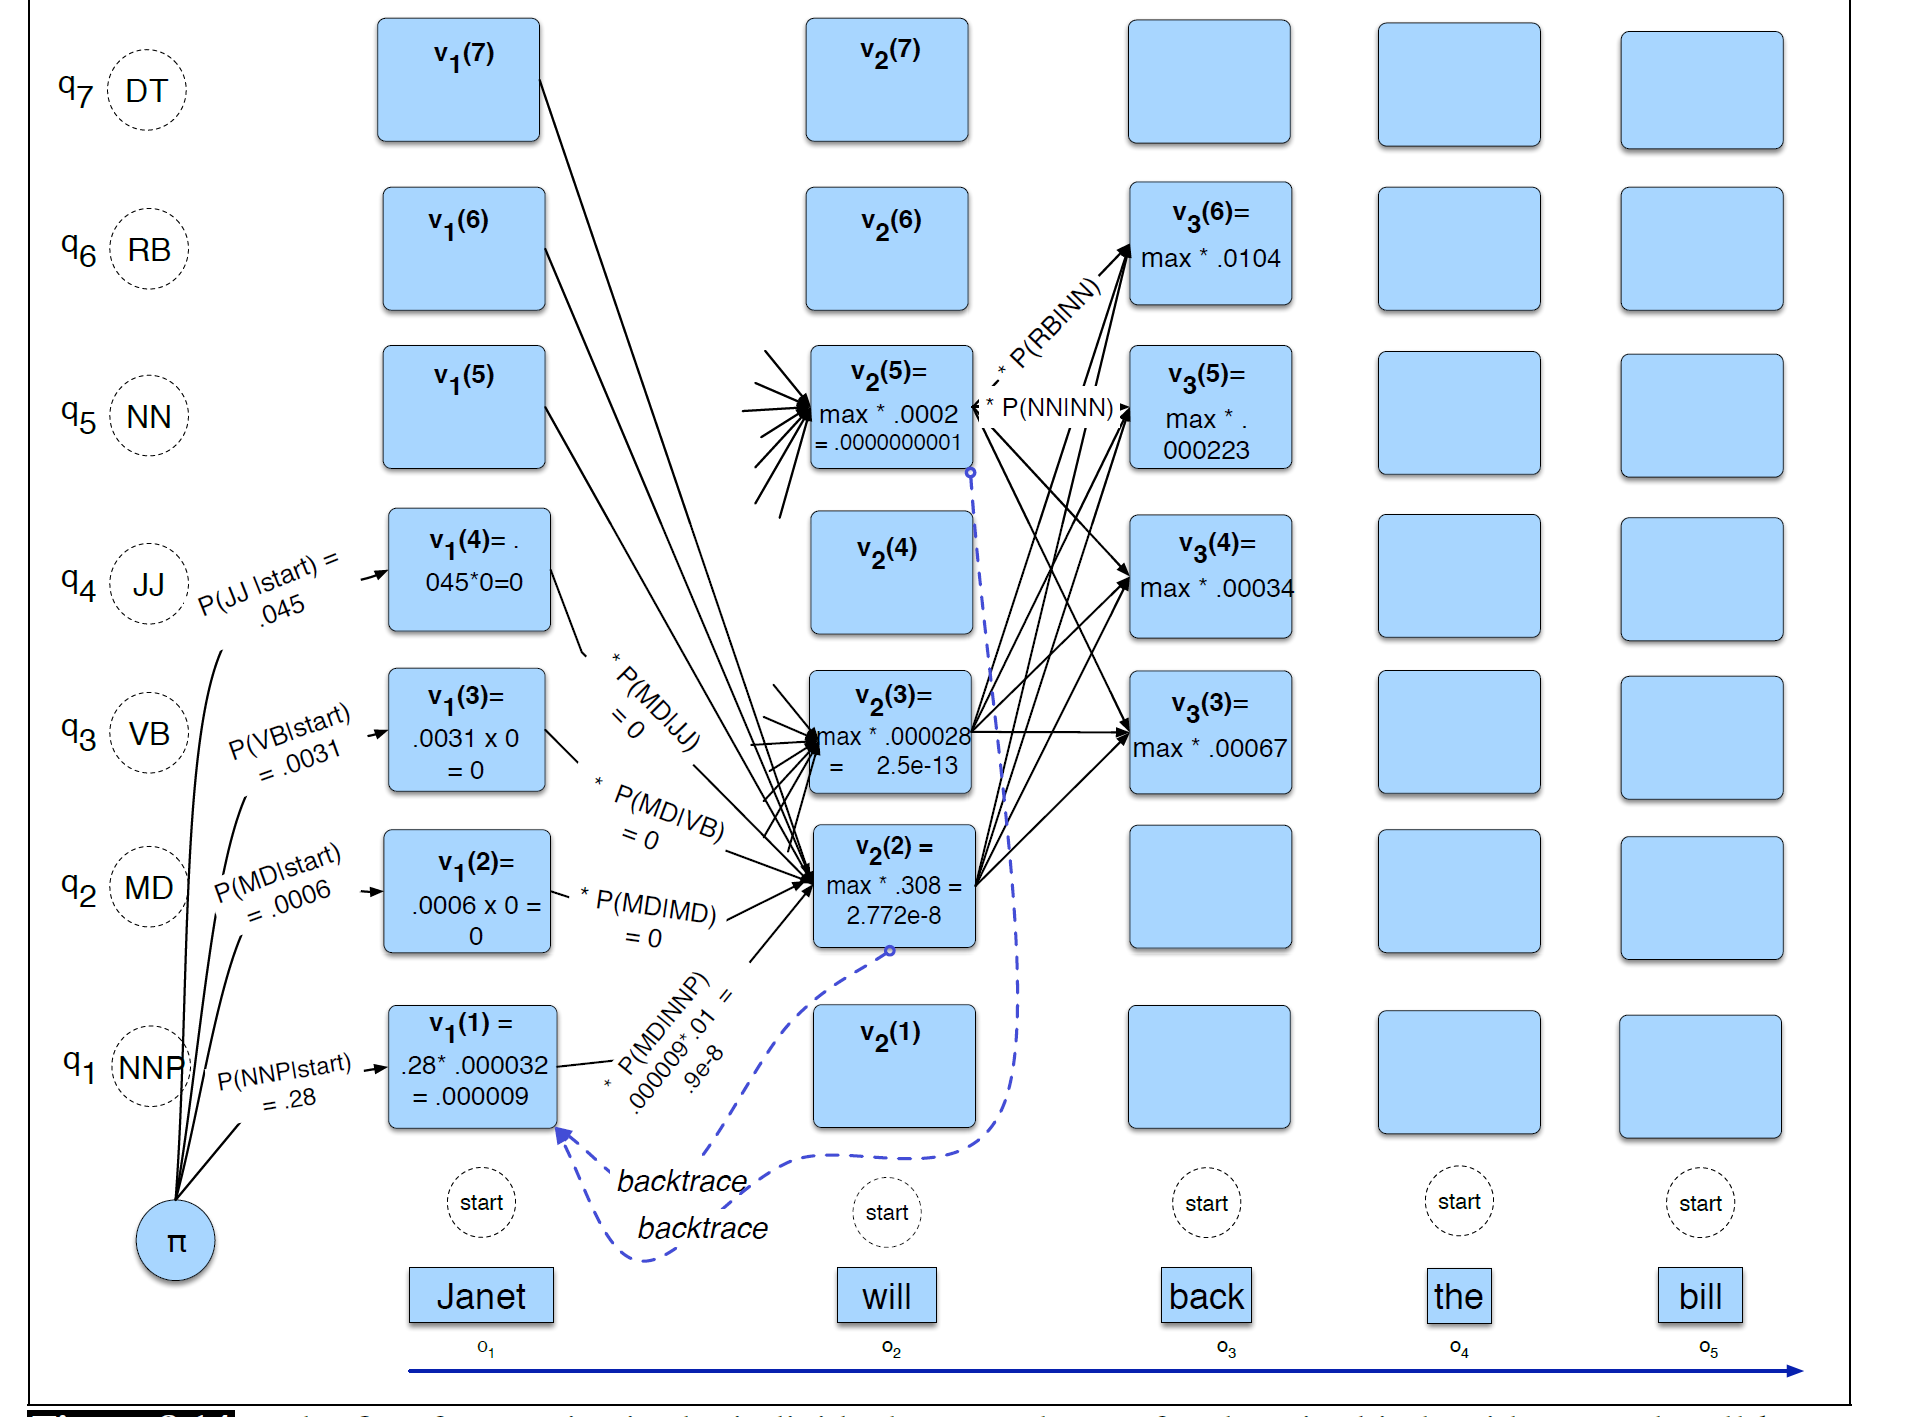 q7 DT v1(7) v2(7)
q6 RB v1(6) v2(6) v3(6)=
max * .0104
* P(RB|NN)
q5 NN v1(5) v2(5)=
max * .0002
= .0000000001
* P(NN|NN)
v3(5)=
max * .
000223
q4 JJ
P(JJ |start) =
.045
v1(4)= .
045*0=0
* P(MD|JJ)
= 0
v2(4)
v3(4)=
max * .00034
q3 VB
P(VB|start)
= .0031
v1(3)=
.0031 x 0
= 0
* P(MD|VB)
= 0
v2(3)=
max * .000028
= 2.5e-13
v3(3)=
max * .00067
q2 MD
P(MD|start)
= .0006
v1(2)=
.0006 x 0 =
0
* P(MD|MD)
= 0
v2(2) =
max * .308 =
2.772e-8
q1 NNP
P(NNP|start)
= .28
v1(1) =
.28* .000032
= .000009
* P(MD|NNP)
.000009*.01 =
.9e-8
v2(1)
backtrace
backtrace
π
start start start start start
Janet will back the bill
o1 o2 o3 o4 o5